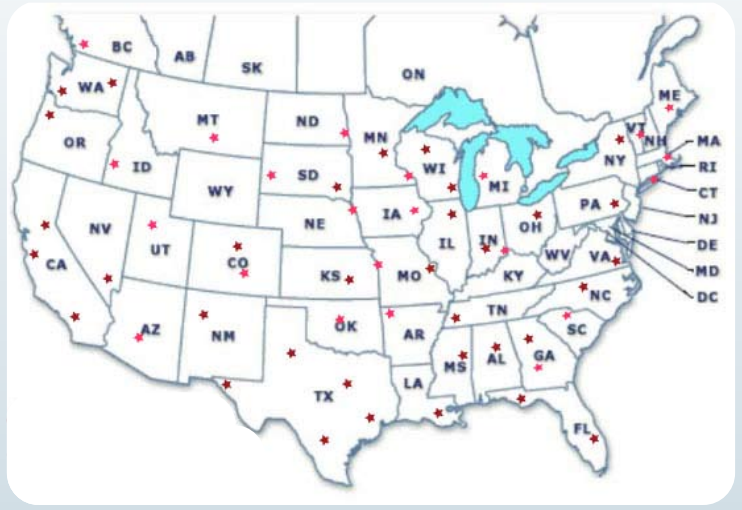 BC
AB
SK
ON
WA
MT
ND
MN
ME
VT
NH
MA
OR
ID
WY
SD
WI
MI
NY
RI
CT
NV
UT
NE
IA
PA
NJ
CA
CO
KS
MO
IL
IN
OH
WV
VA
DE
MD
DC
KY
AZ
NM
OK
AR
TN
NC
SC
TX
LA
MS
AL
GA
FL